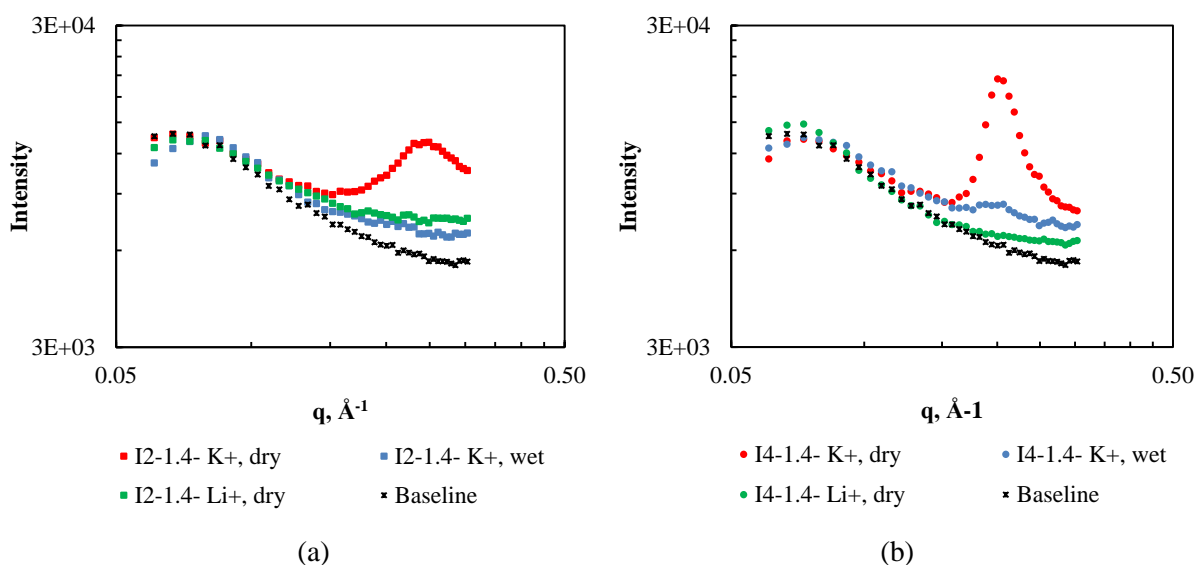 3E+04
Intensity
3E+03
0.05
0.50
q, Å-1
I2-1.4- K+, dry
I2-1.4- K+, wet
I2-1.4- Li+, dry
Baseline
(a)
3E+04
Intensity
3E+03
0.05
0.50
q, Å-1
I4-1.4- K+, dry
I4-1.4- K+, wet
I4-1.4- Li+, dry
Baseline
(b)